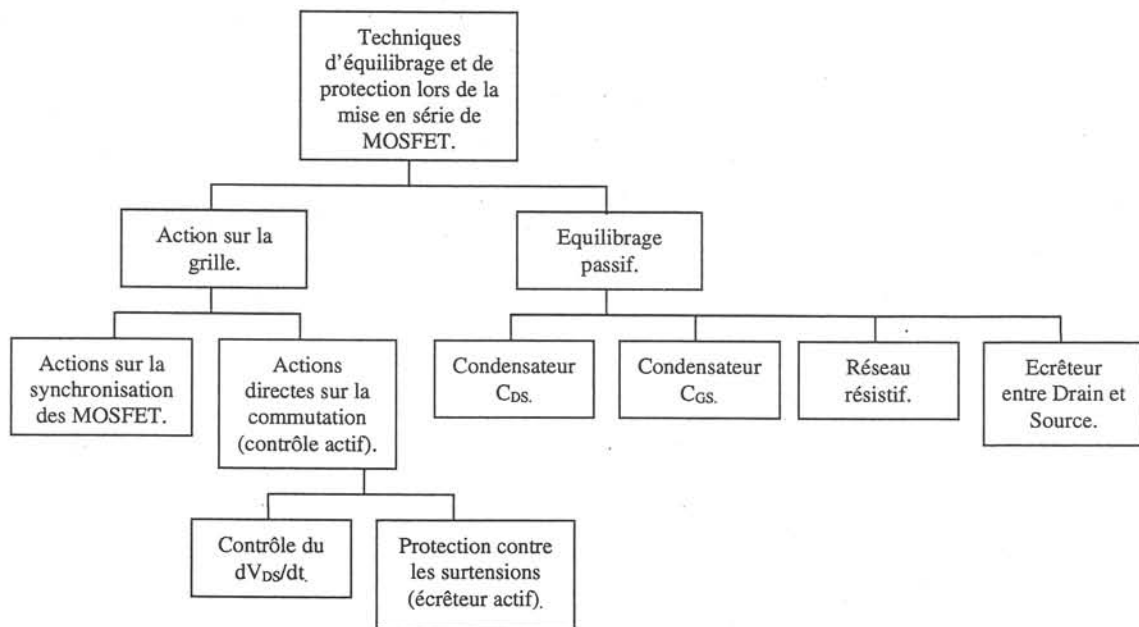 Techniques
d'équilibrage et de
protection lors de la
mise en série de
MOSFET.
Action sur la
grille.
Equilibrage
passif.
Actions sur la
synchronisation
des MOSFET.
Actions
directes sur la
commutation
(contrôle actif).
Condensateur
CDS.
Condensateur
CGS.
Réseau
résistif.
Ecrêteur
entre Drain et
Source.
Contrôle du
dVDS/dt.
Protection contre
les surtensions
(écrêteur actif).